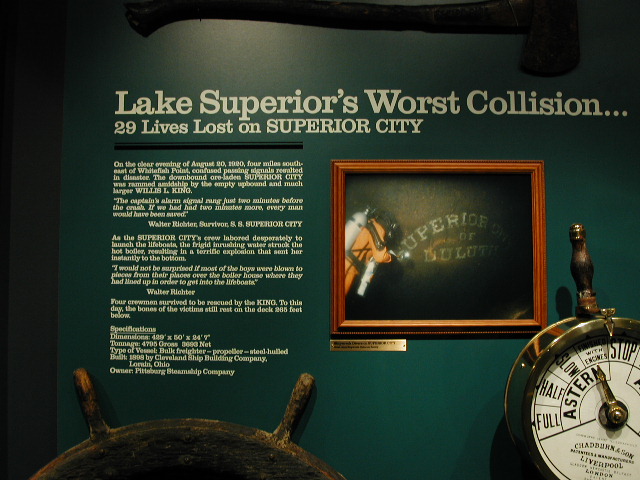 Lake Superior's Worst Collision...
29 Lives Lost on SUPERIOR CITY
On the clear evening of August 20, 1920, four miles south-
east of Whitefish Point, confused passing signals resulted
in disaster. The downbound ore-laden SUPERIOR CITY
was rammed amidship by the empty upbound and much
larger WILLIS L. KING.
"The captain's alarm signal rang just two minutes before
the crash. If we had had two minutes more, every man
would have been saved."
Walter Richter, Survivor, S. S. SUPERIOR CITY
As the SUPERIOR CITY's crew labored desperately to
launch the lifeboats, the frigid inrushing water struck the
hot boiler, resulting in a terrific explosion that sent her
instantly to the bottom.
"I would not be surprised if most of the boys were blown to
pieces from their places over the boiler house where they
had lined up in order to get into the lifeboats."
Walter Richter
Four crewmen survived to be rescued by the KING. To this
day, the bones of the victims still rest on the deck 265 feet
below.
Specifications
Dimensions: 429' x 50' x 24' 7"
Tonnage: 4795 Gross 3693 Net
Type of Vessel: Bulk freighter – propeller – steel-hulled
Built: 1898 by Cleveland Ship Building Company,
Lorain, Ohio
Owner: Pittsburg Steamship Company
SUPERIOR
OF
DULUTH
SLOW
WITH
ENGINES
STOP
HALF
ASTERN
FULL
CHADBURN & SON
LIVERPOOL
LONDON